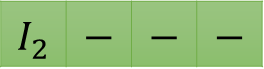 I₂ – – –